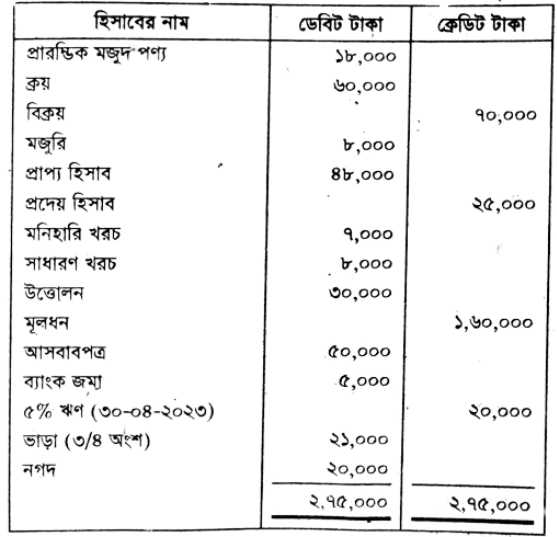 হিসাবের নাম ডেবিট টাকা ক্রেডিট টাকা
প্রারম্ভিক মজুদ পণ্য ১৮,০০০
ক্রয় ৬০,০০০
বিক্রয় ৭০,০০০
মজুরি ৮,০০০
প্রাপ্য হিসাব ৪৮,০০০
প্রদেয় হিসাব ২৫,০০০
মনিহারি খরচ ৭,০০০
সাধারণ খরচ ৮,০০০
উত্তোলন ৩০,০০০
মূলধন ১,৬০,০০০
আসবাবপত্র ৫০,০০০
ব্যাংক জমা ৫,০০০
৫% ঋণ (৩০-০৪-২০২৩) ২০,০০০
ভাড়া (৩/৪ অংশ) ২১,০০০
নগদ ২০,০০০
২,৭৫,০০০ ২,৭৫,০০০